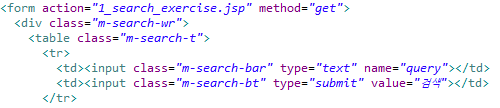 <form action="1_search_exercise.jsp" method="get">
<div class="m-search-wr">
<table class="m-search-t">
<tr>
<td><input class="m-search-bar" type="text" name="query"></td>
<td><input class="m-search-bt" type="submit" value="검색"></td>
</tr>